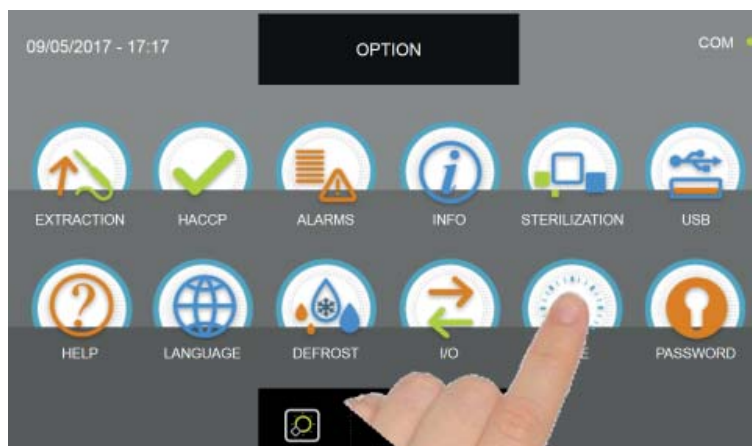 09/05/2017 - 17:17
OPTION
COM
EXTRACTION
HACCP
ALARMS
INFO
STERILIZATION
USB
HELP
LANGUAGE
DEFROST
I/O
PASSWORD